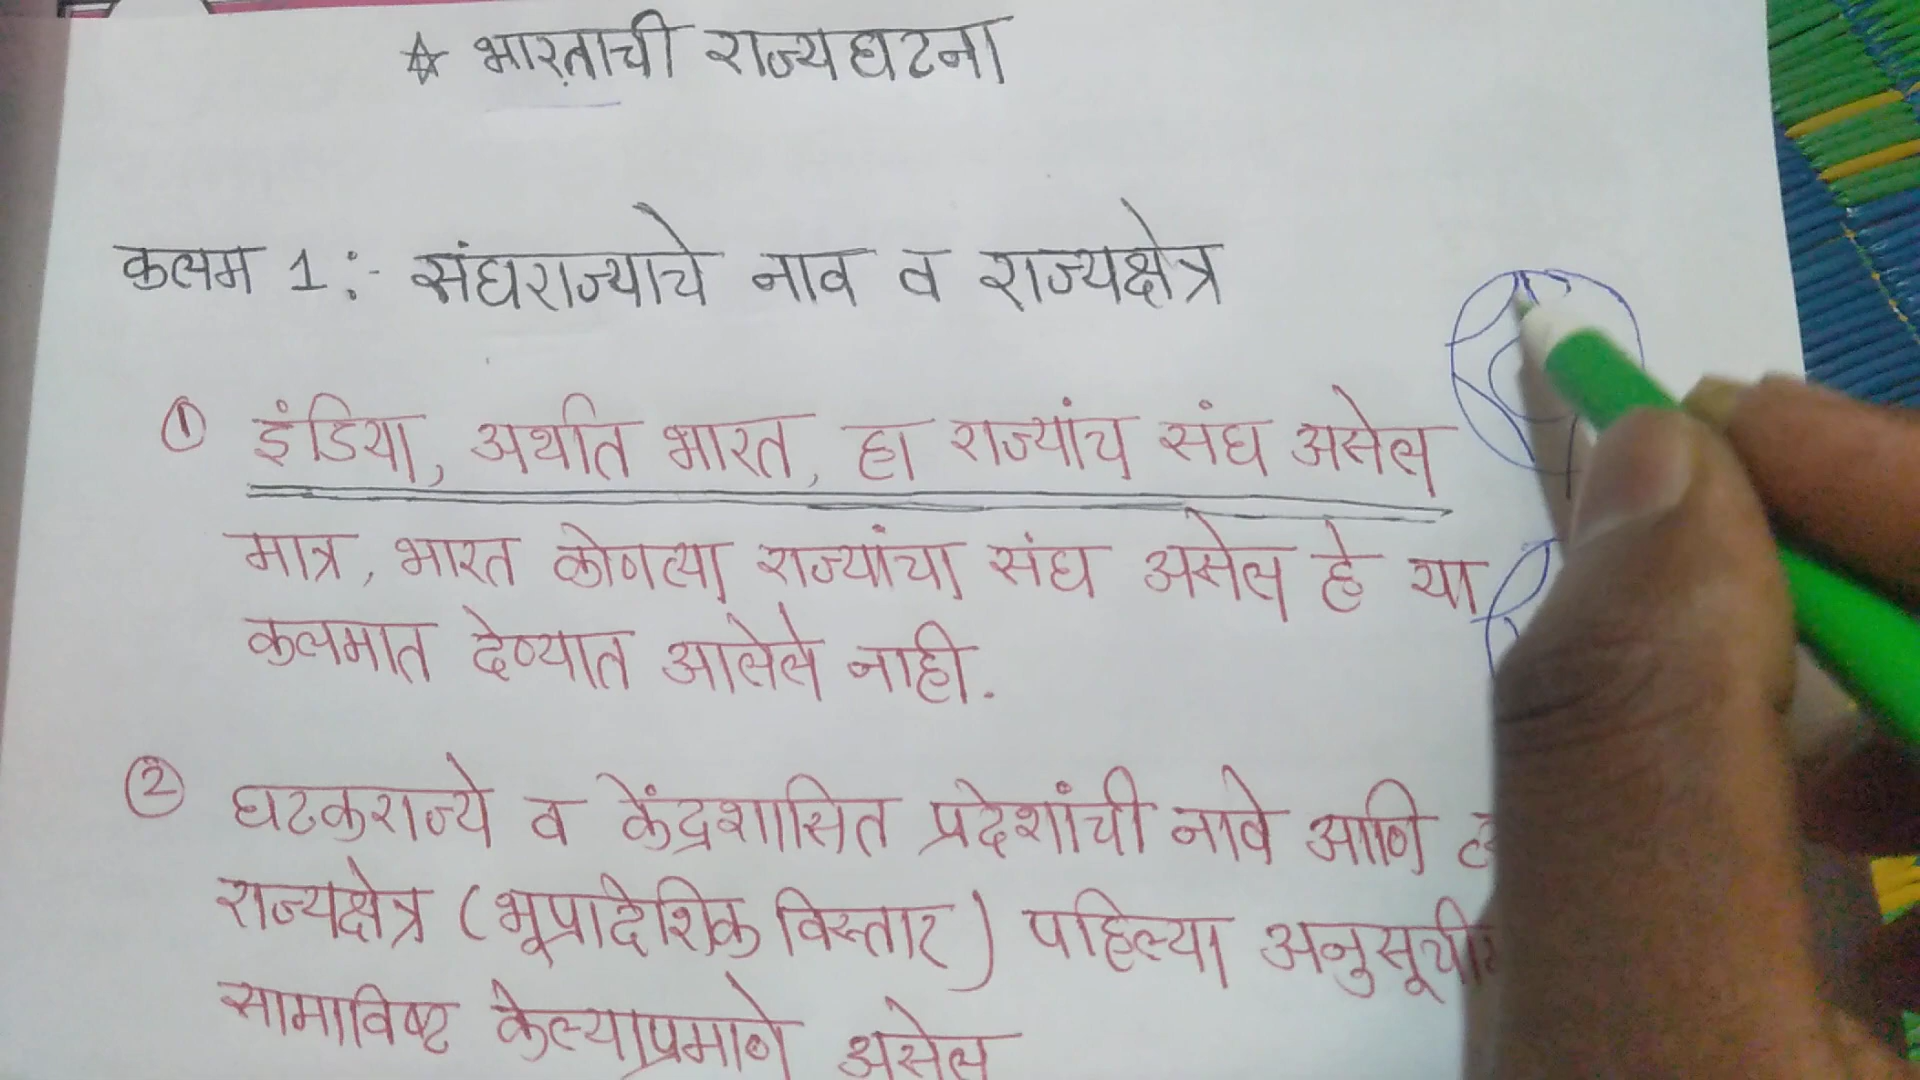 ☆ भारताची राज्यघटना
कलम 1:- संघराज्याचे नाव व राज्यक्षेत्र
① इंडिया, अर्थात भारत, हा राज्यांच संघ असेल
मात्र, भारत कोणत्या राज्यांचा संघ असेल हे या
कलमात देण्यात आलेले नाही.
② घटकराज्ये व केंद्रशासित प्रदेशांची नावे आणि
राज्यक्षेत्र (भूप्रादेशिक विस्तार) पहिल्या
सामाविष्ट केल्याप्रमाणे असेल